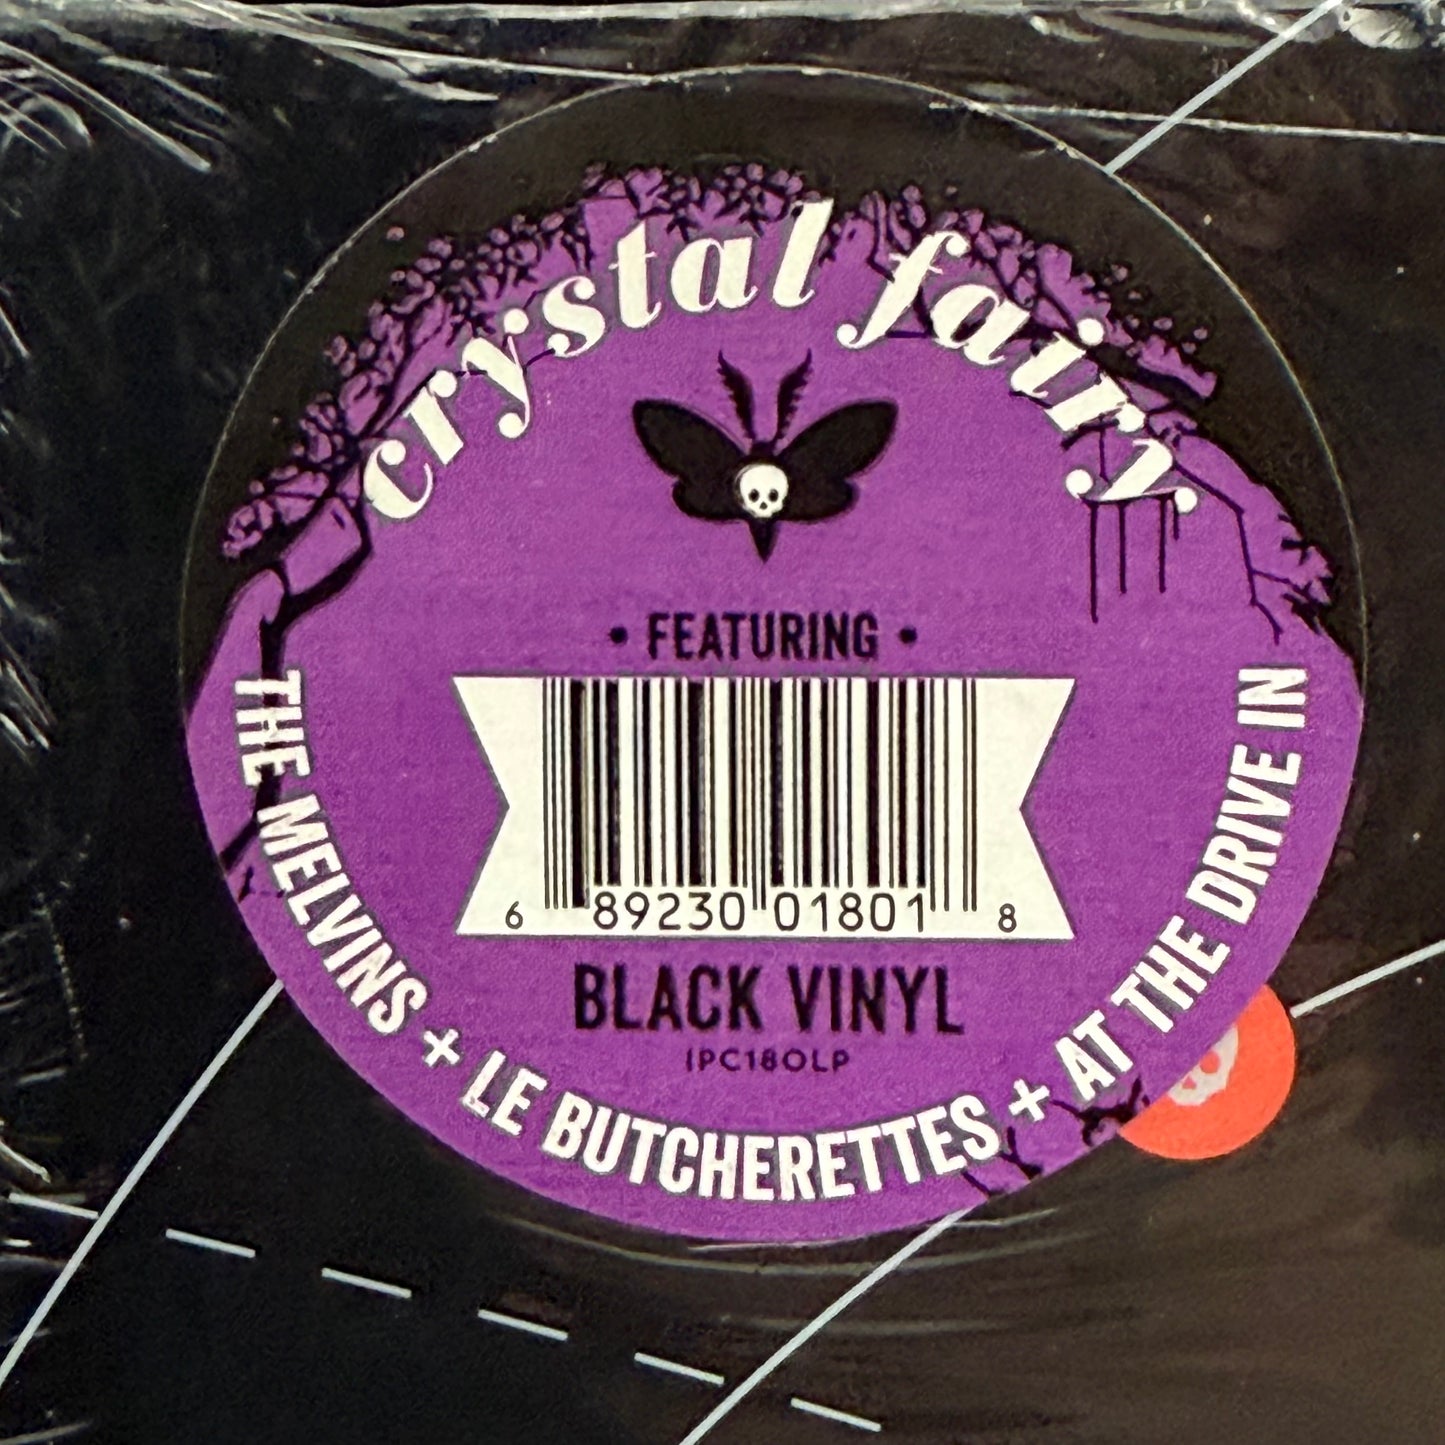 crystal fairy
• FEATURING •
6 89230 01801 8
BLACK VINYL
IPC180LP
THE MELVINS + LE BUTCHERETTES + AT THE DRIVE IN